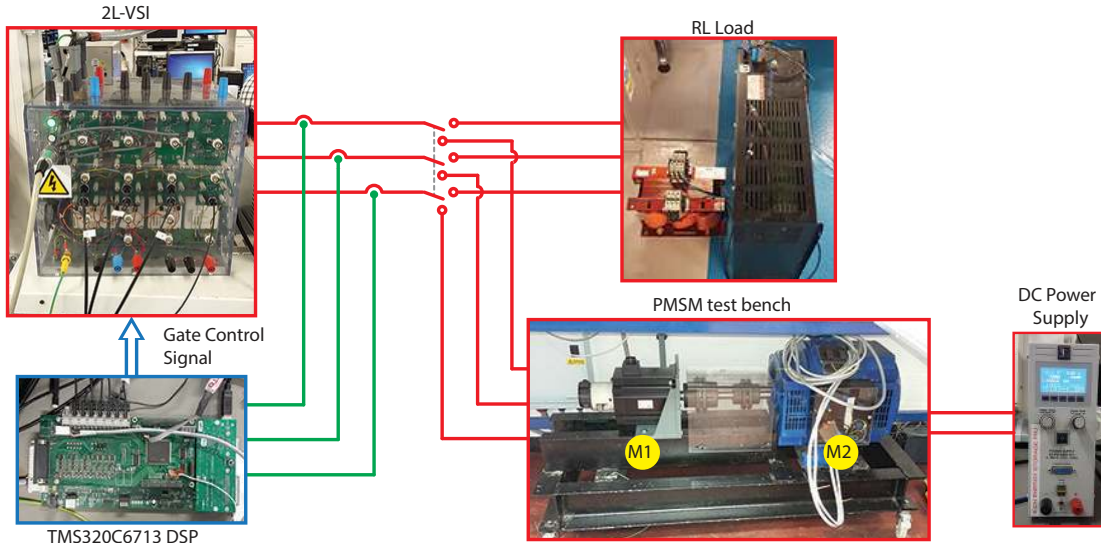 2L-VSI
RL Load
Gate Control
Signal
PMSM test bench
DC Power
Supply
M1
M2
TMS320C6713 DSP